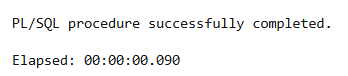 PL/SQL procedure successfully completed.
Elapsed: 00:00:00.090